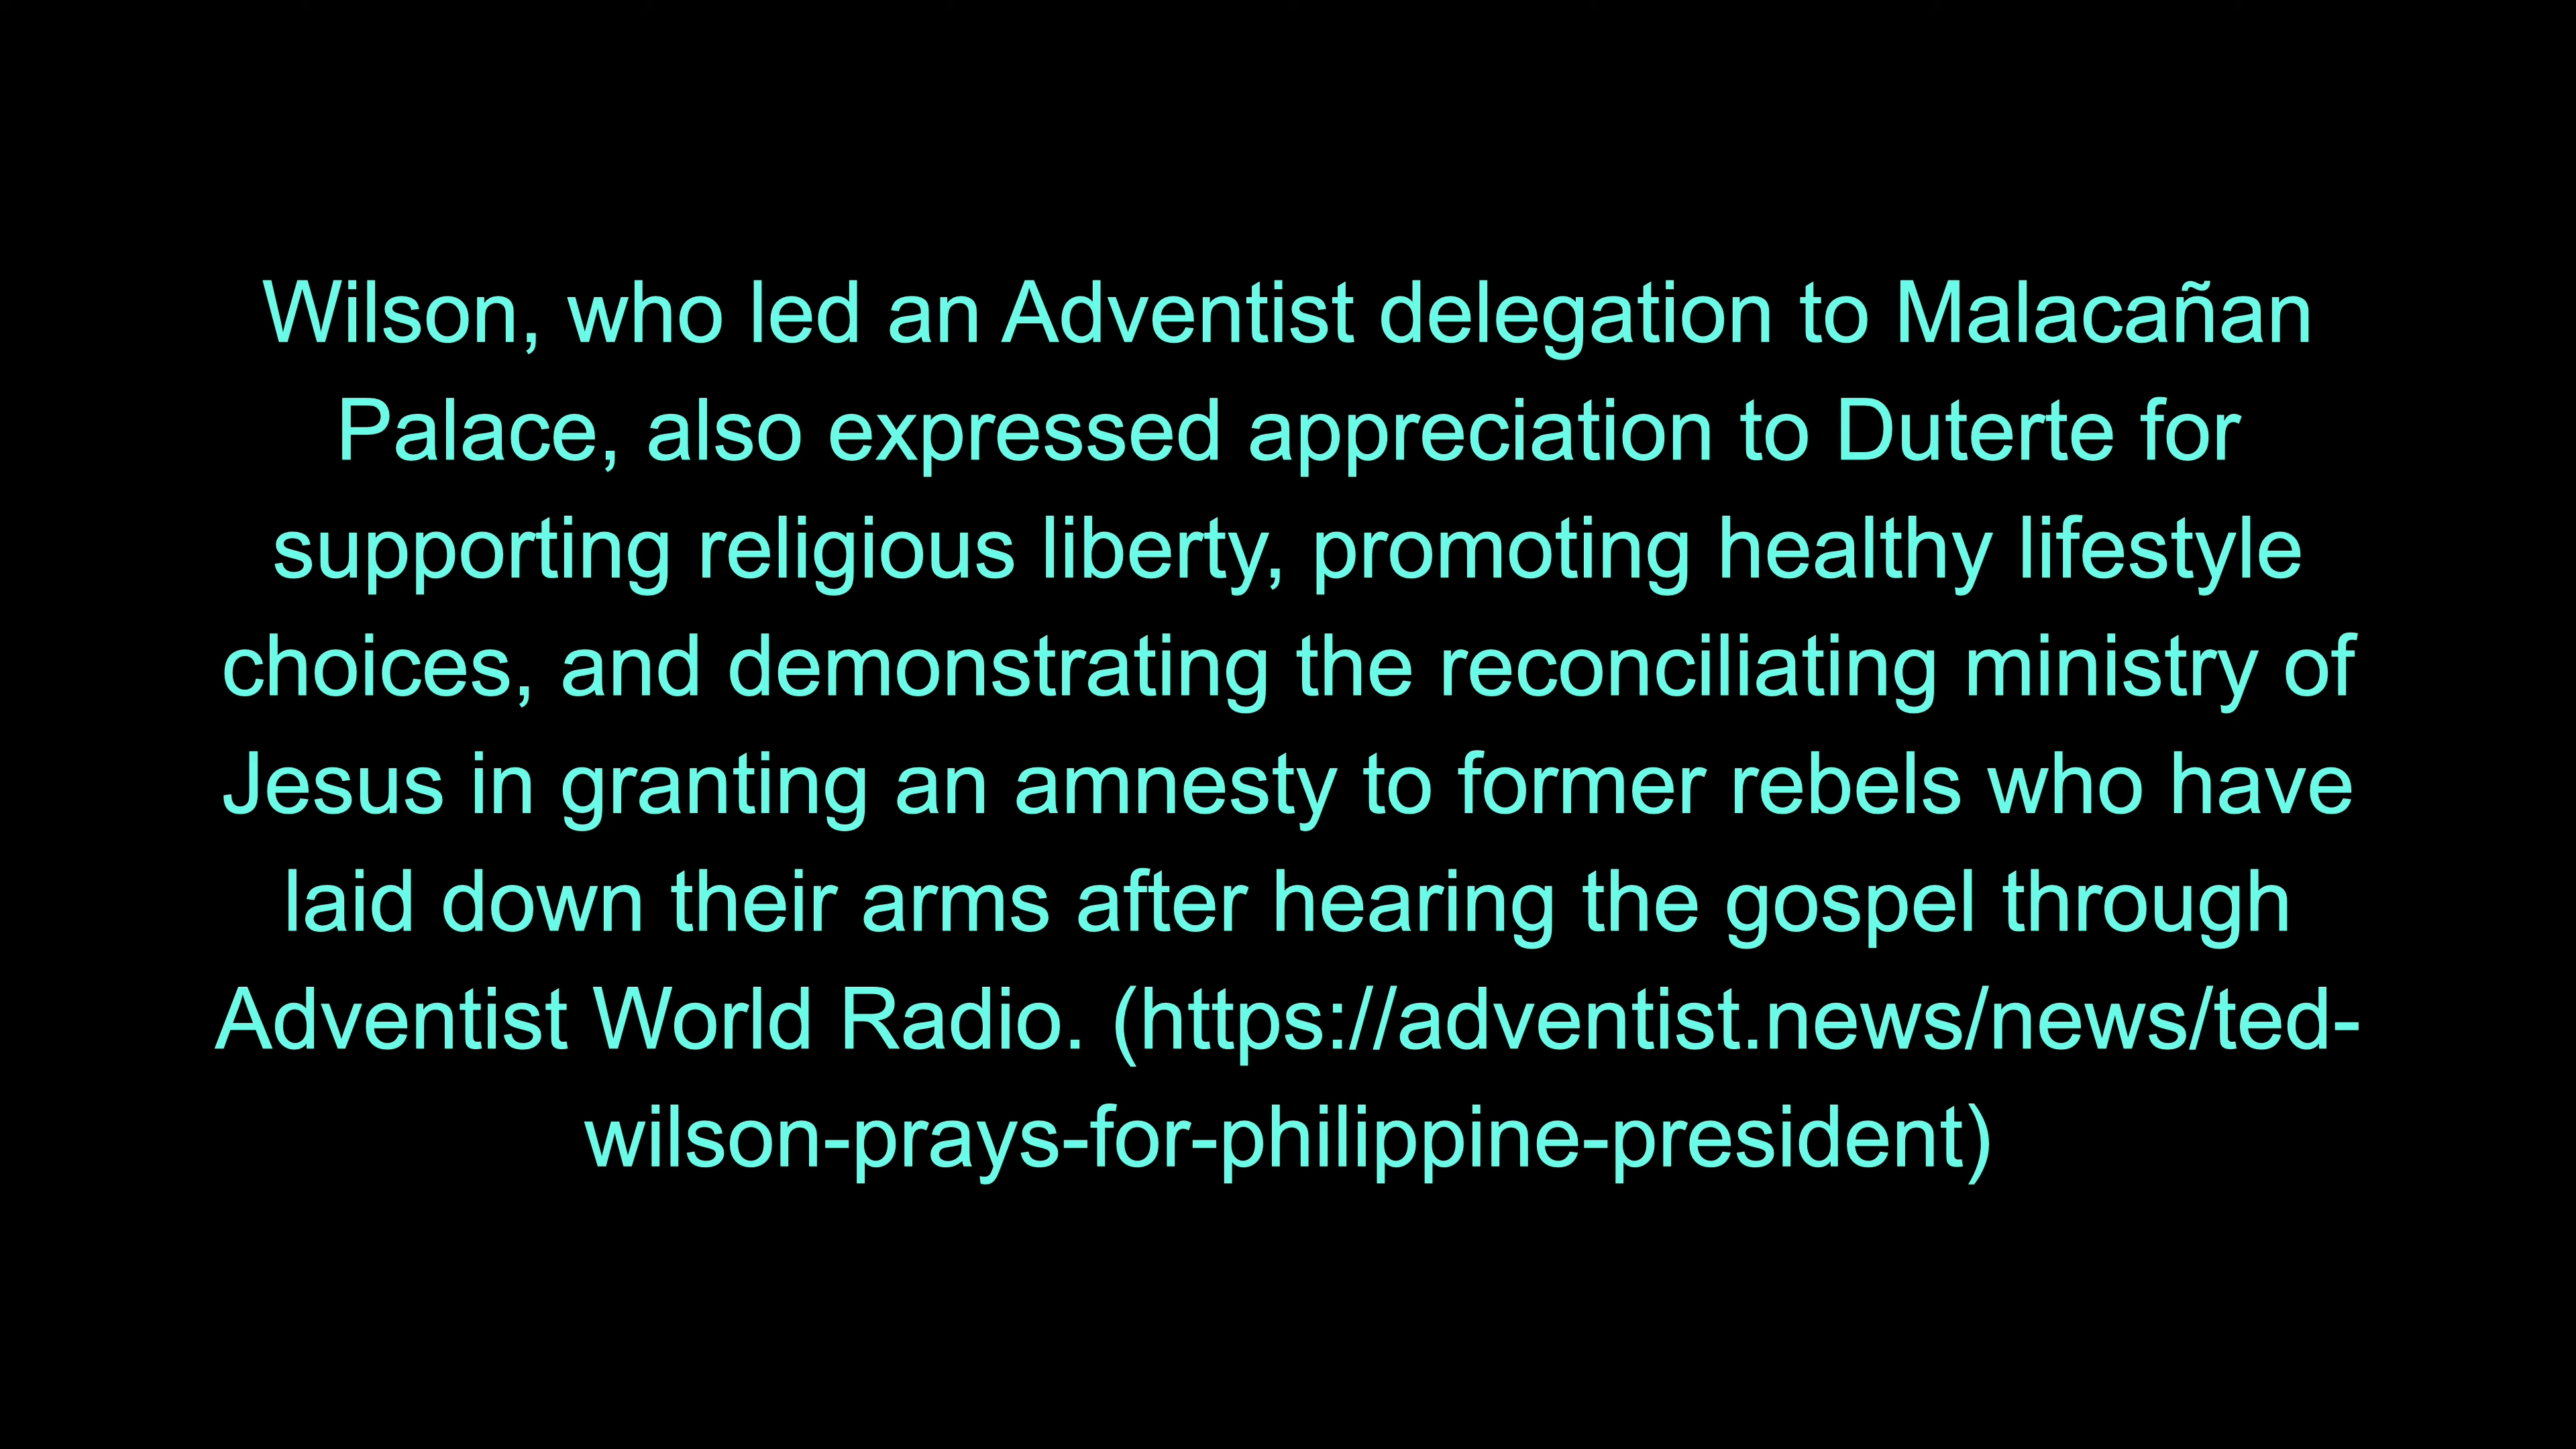 Wilson, who led an Adventist delegation to Malacañan
Palace, also expressed appreciation to Duterte for
supporting religious liberty, promoting healthy lifestyle
choices, and demonstrating the reconciliating ministry of
Jesus in granting an amnesty to former rebels who have
laid down their arms after hearing the gospel through
Adventist World Radio. (https://adventist.news/news/ted-
wilson-prays-for-philippine-president)